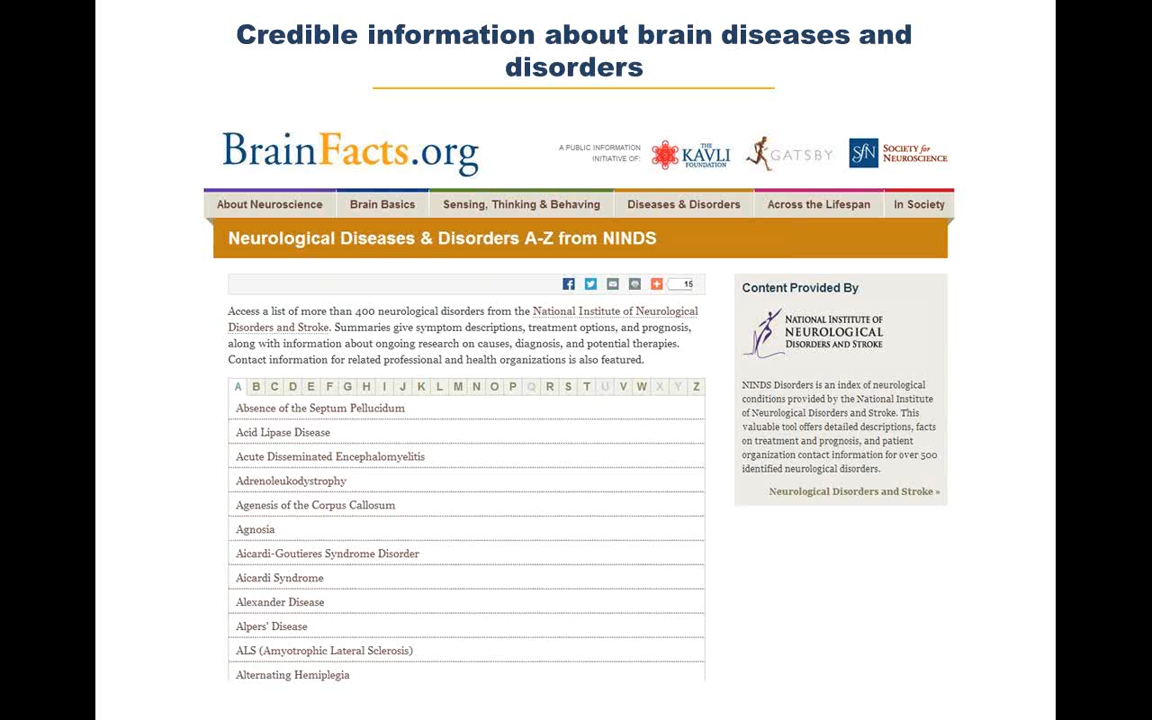 Credible information about brain diseases and
disorders
BrainFacts.org
A PUBLIC INFORMATION
INITIATIVE OF:
THE
KAVLI
FOUNDATION
GATSBY
SfN
SOCIETY for
NEUROSCIENCE
About Neuroscience
Brain Basics
Sensing, Thinking & Behaving
Diseases & Disorders
Across the Lifespan
In Society
Neurological Diseases & Disorders A-Z from NINDS
15
Access a list of more than 400 neurological disorders from the National Institute of Neurological
Disorders and Stroke. Summaries give symptom descriptions, treatment options, and prognosis,
along with information about ongoing research on causes, diagnosis, and potential therapies.
Contact information for related professional and health organizations is also featured.
A B C D E F G H I J K L M N O P Q R S T U V W X Y Z
Absence of the Septum Pellucidum
Acid Lipase Disease
Acute Disseminated Encephalomyelitis
Adrenoleukodystrophy
Agenesis of the Corpus Callosum
Agnosia
Aicardi-Goutieres Syndrome Disorder
Aicardi Syndrome
Alexander Disease
Alpers' Disease
ALS (Amyotrophic Lateral Sclerosis)
Alternating Hemiplegia
Content Provided By
NATIONAL INSTITUTE OF
NEUROLOGICAL
DISORDERS AND STROKE
NINDS Disorders is an index of neurological
conditions provided by the National Institute
of Neurological Disorders and Stroke. This
valuable tool offers detailed descriptions, facts
on treatment and prognosis, and patient
organization contact information for over 500
identified neurological disorders.
Neurological Disorders and Stroke »